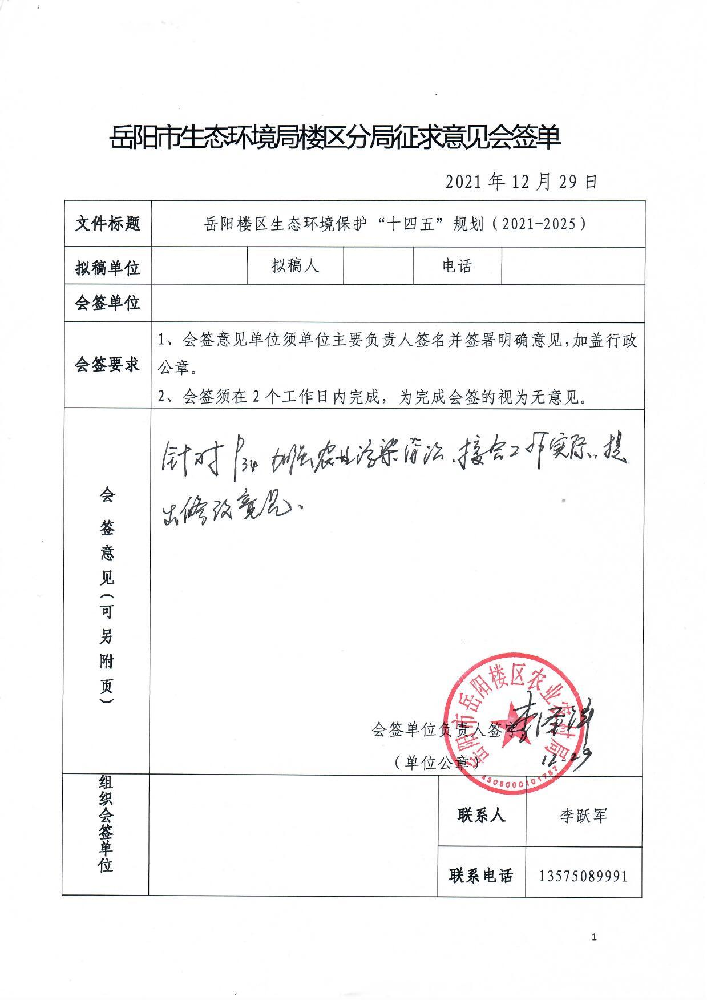 岳阳市生态环境局楼区分局征求意见会签单
2021 年 12 月 29 日
文件标题
岳阳楼区生态环境保护“十四五”规划（2021-2025）
拟稿单位
拟稿人
电话
会签单位
会签要求
1、会签意见单位须单位主要负责人签名并签署明确意见,加盖行政
公章。
2、会签须在 2 个工作日内完成，为完成会签的视为无意见。
会签意见（可另附页）
针对P34加强农业污染防治、接合工作实际、提
出修改意见.
会签单位负责人签字
（单位公章）
12-29
岳阳市岳阳楼区农业农村局
4306000101787
组织会签单位
联系人
李跃军
联系电话
13575089991
1